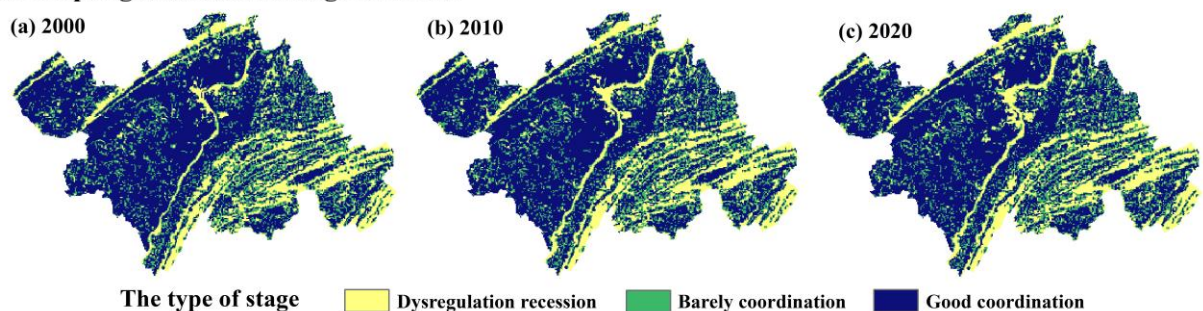 (a) 2000
(b) 2010
(c) 2020
The type of stage
Dysregulation recession
Barely coordination
Good coordination